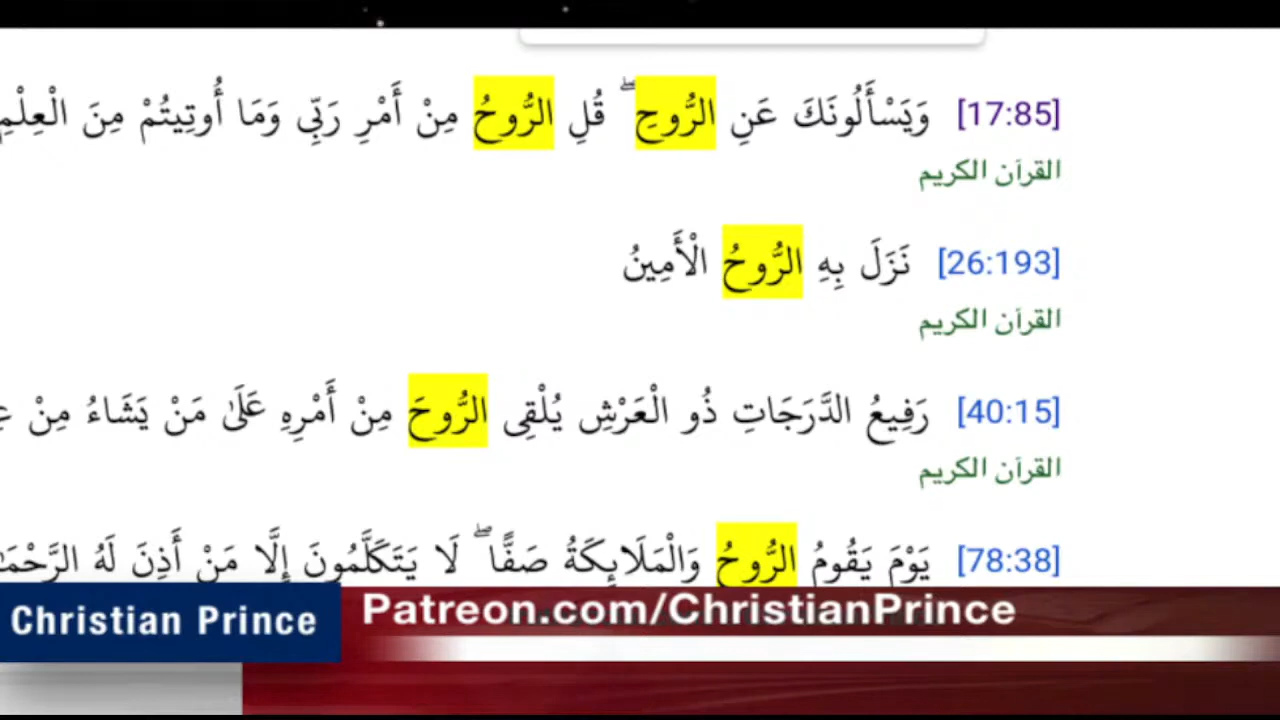 [17:85] وَيَسْأَلُونَكَ عَنِ الرُّوحِ ۖ قُلِ الرُّوحُ مِنْ أَمْرِ رَبِّي وَمَا أُوتِيتُمْ مِنَ الْعِلْمِ
القرآن الكريم
[26:193] نَزَلَ بِهِ الرُّوحُ الْأَمِينُ
القرآن الكريم
[40:15] رَفِيعُ الدَّرَجَاتِ ذُو الْعَرْشِ يُلْقِى الرُّوحَ مِنْ أَمْرِهِ عَلَىٰ مَنْ يَشَاءُ مِنْ
القرآن الكريم
[78:38] يَوْمَ يَقُومُ الرُّوحُ وَالْمَلَائِكَةُ صَفًّا ۖ لَا يَتَكَلَّمُونَ إِلَّا مَنْ أَذِنَ لَهُ
Christian Prince
Patreon.com/ChristianPrince